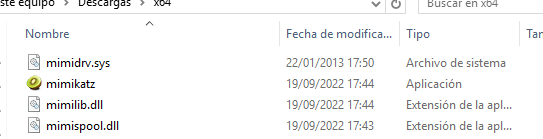 ste equipo > Descargas > x64
Buscar en x64
Nombre Fecha de modifica... Tipo Tan
mimidrv.sys 22/01/2013 17:50 Archivo de sistema
mimikatz 19/09/2022 17:44 Aplicación
mimilib.dll 19/09/2022 17:44 Extensión de la apl...
mimispool.dll 19/09/2022 17:43 Extensión de la apl...